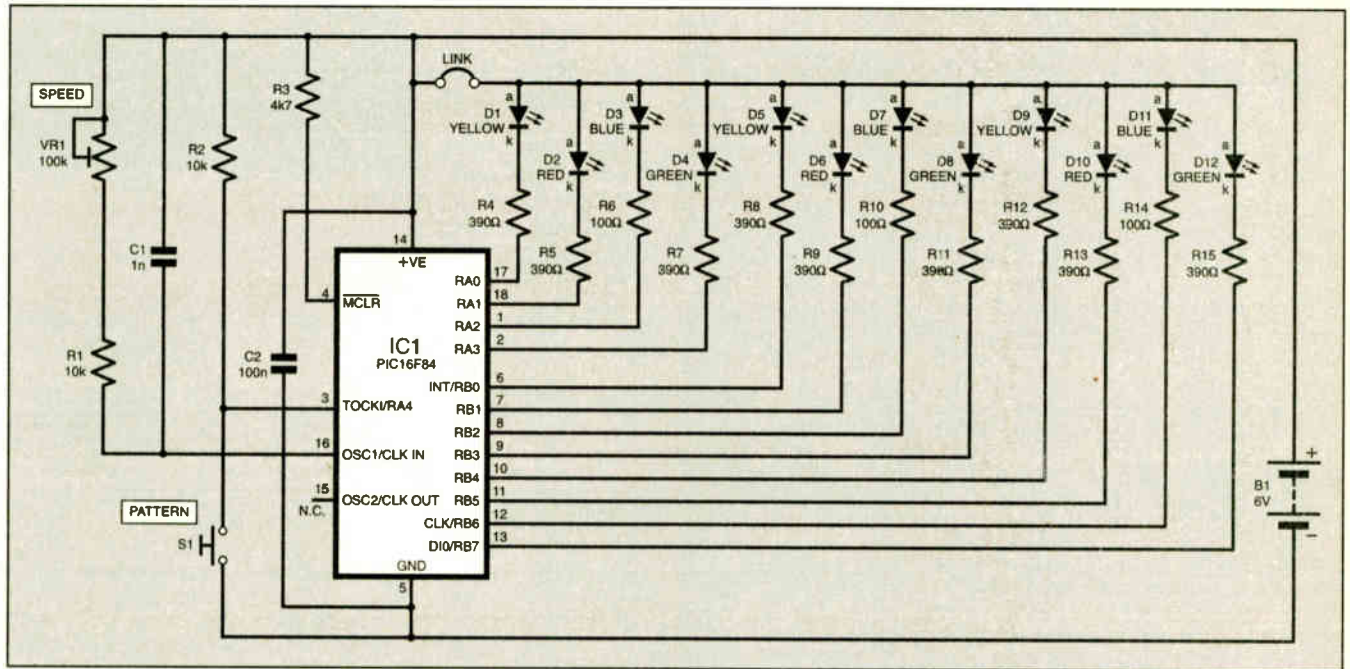 SPEED
VR1
100k
C1
1n
R1
10k
R2
10k
R3
4k7
C2
100n
PATTERN
S1
LINK
a
D1
YELLOW
k
a
D2
RED
k
a
D3
BLUE
k
a
D4
GREEN
k
a
D5
YELLOW
k
a
D6
RED
k
a
D7
BLUE
k
a
D8
GREEN
k
a
D9
YELLOW
k
a
D10
RED
k
a
D11
BLUE
k
a
D12
GREEN
k
R4
390Ω
R5
390Ω
R6
100Ω
R7
390Ω
R8
390Ω
R9
390Ω
R10
100Ω
R11
390Ω
R12
390Ω
R13
390Ω
R14
100Ω
R15
390Ω
14
+VE
4
MCLR
IC1
PIC16F84
3
TOCKI/RA4
16
OSC1/CLK IN
15
OSC2/CLK OUT
N.C.
GND
5
RA0
17
RA1
18
RA2
1
RA3
2
INT/RB0
6
RB1
7
RB2
8
RB3
9
RB4
10
RB5
11
CLK/RB6
12
DI0/RB7
13
+
B1
6V
−